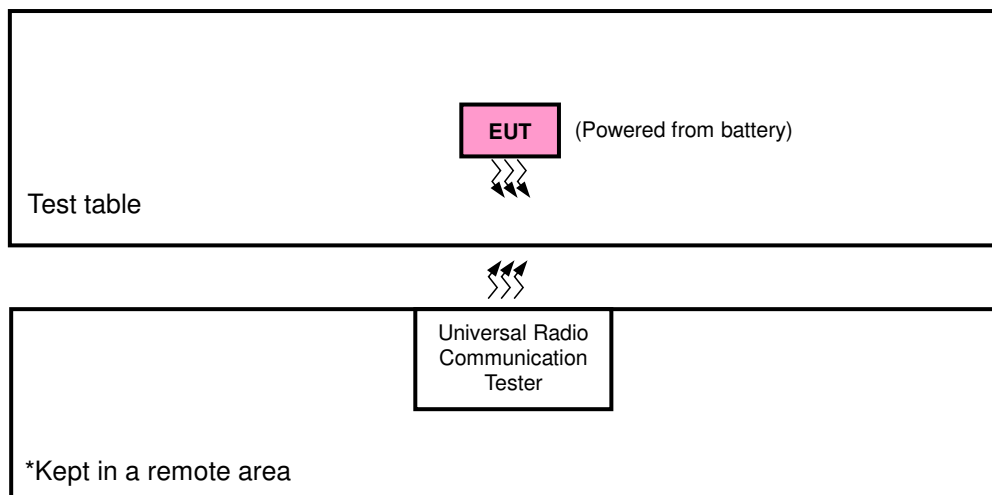 EUT
(Powered from battery)
Test table
Universal Radio
Communication
Tester
*Kept in a remote area